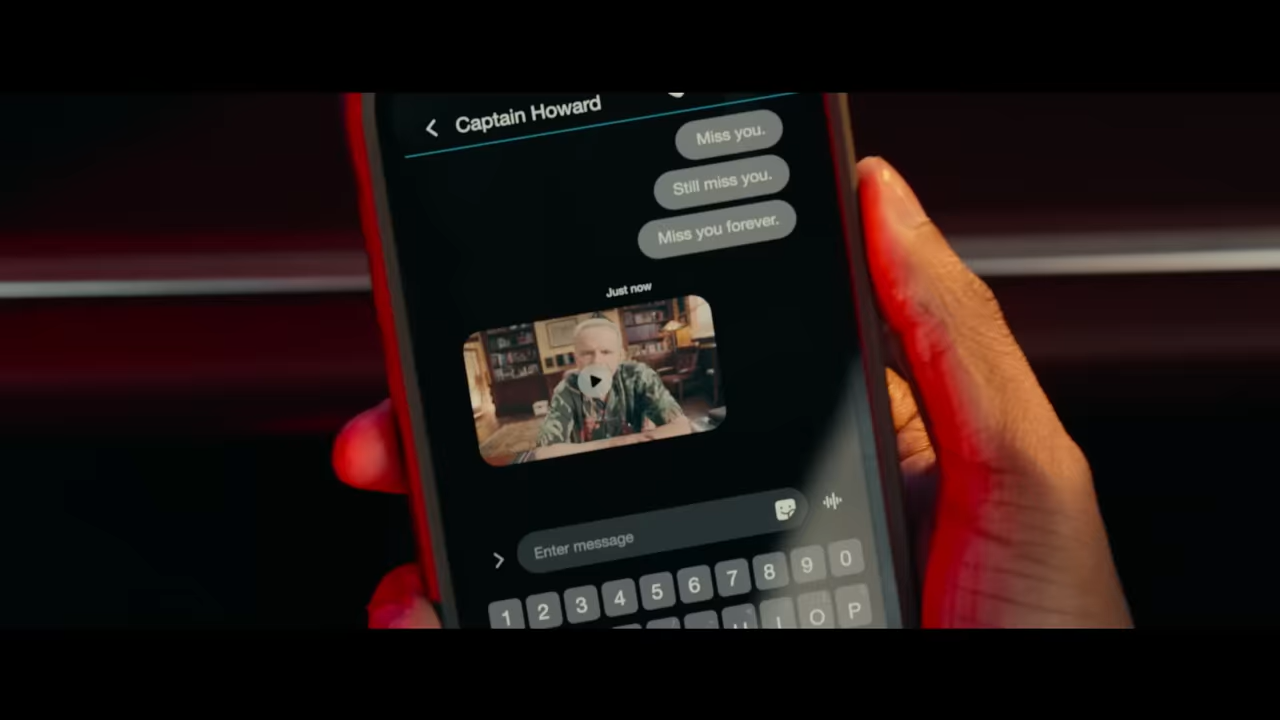 Captain Howard
Miss you.
Still miss you.
Miss you forever.
Just now
Enter message
1 2 3 4 5 6 7 8 9 0
U I O P